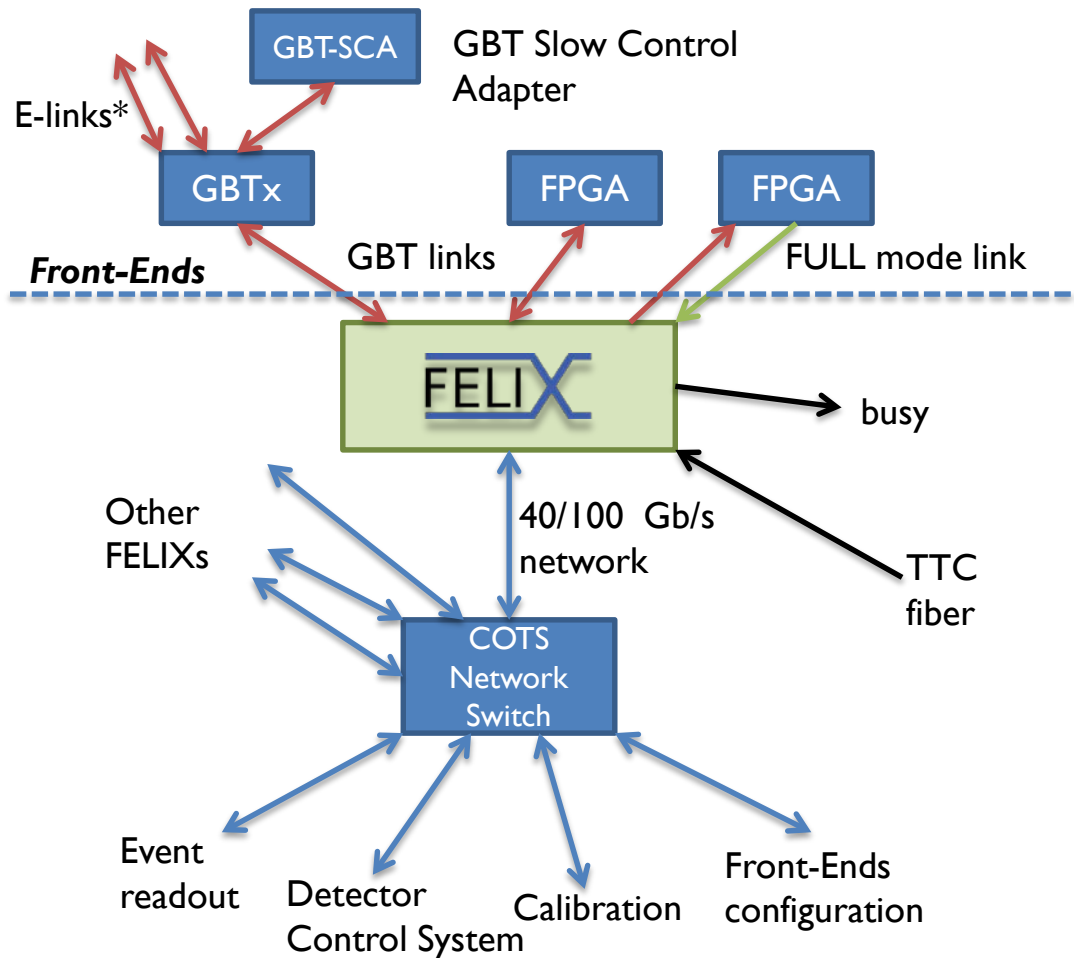 GBT-SCA
GBT Slow Control
Adapter
E-links*
GBTx
FPGA
FPGA
GBT links
FULL mode link
Front-Ends
FELIX
busy
Other
FELIXs
40/100 Gb/s
network
TTC
fiber
COTS
Network
Switch
Event
readout
Detector
Control System
Calibration
Front-Ends
configuration